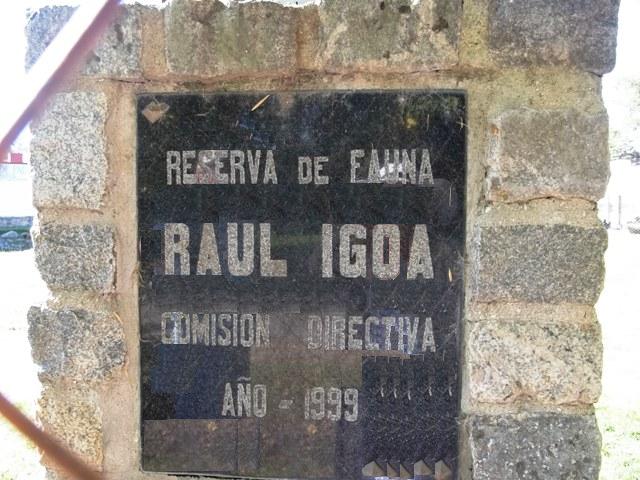 RESERVA DE FAUNA
RAUL IGOA
COMISION DIRECTIVA
AÑO - 1999